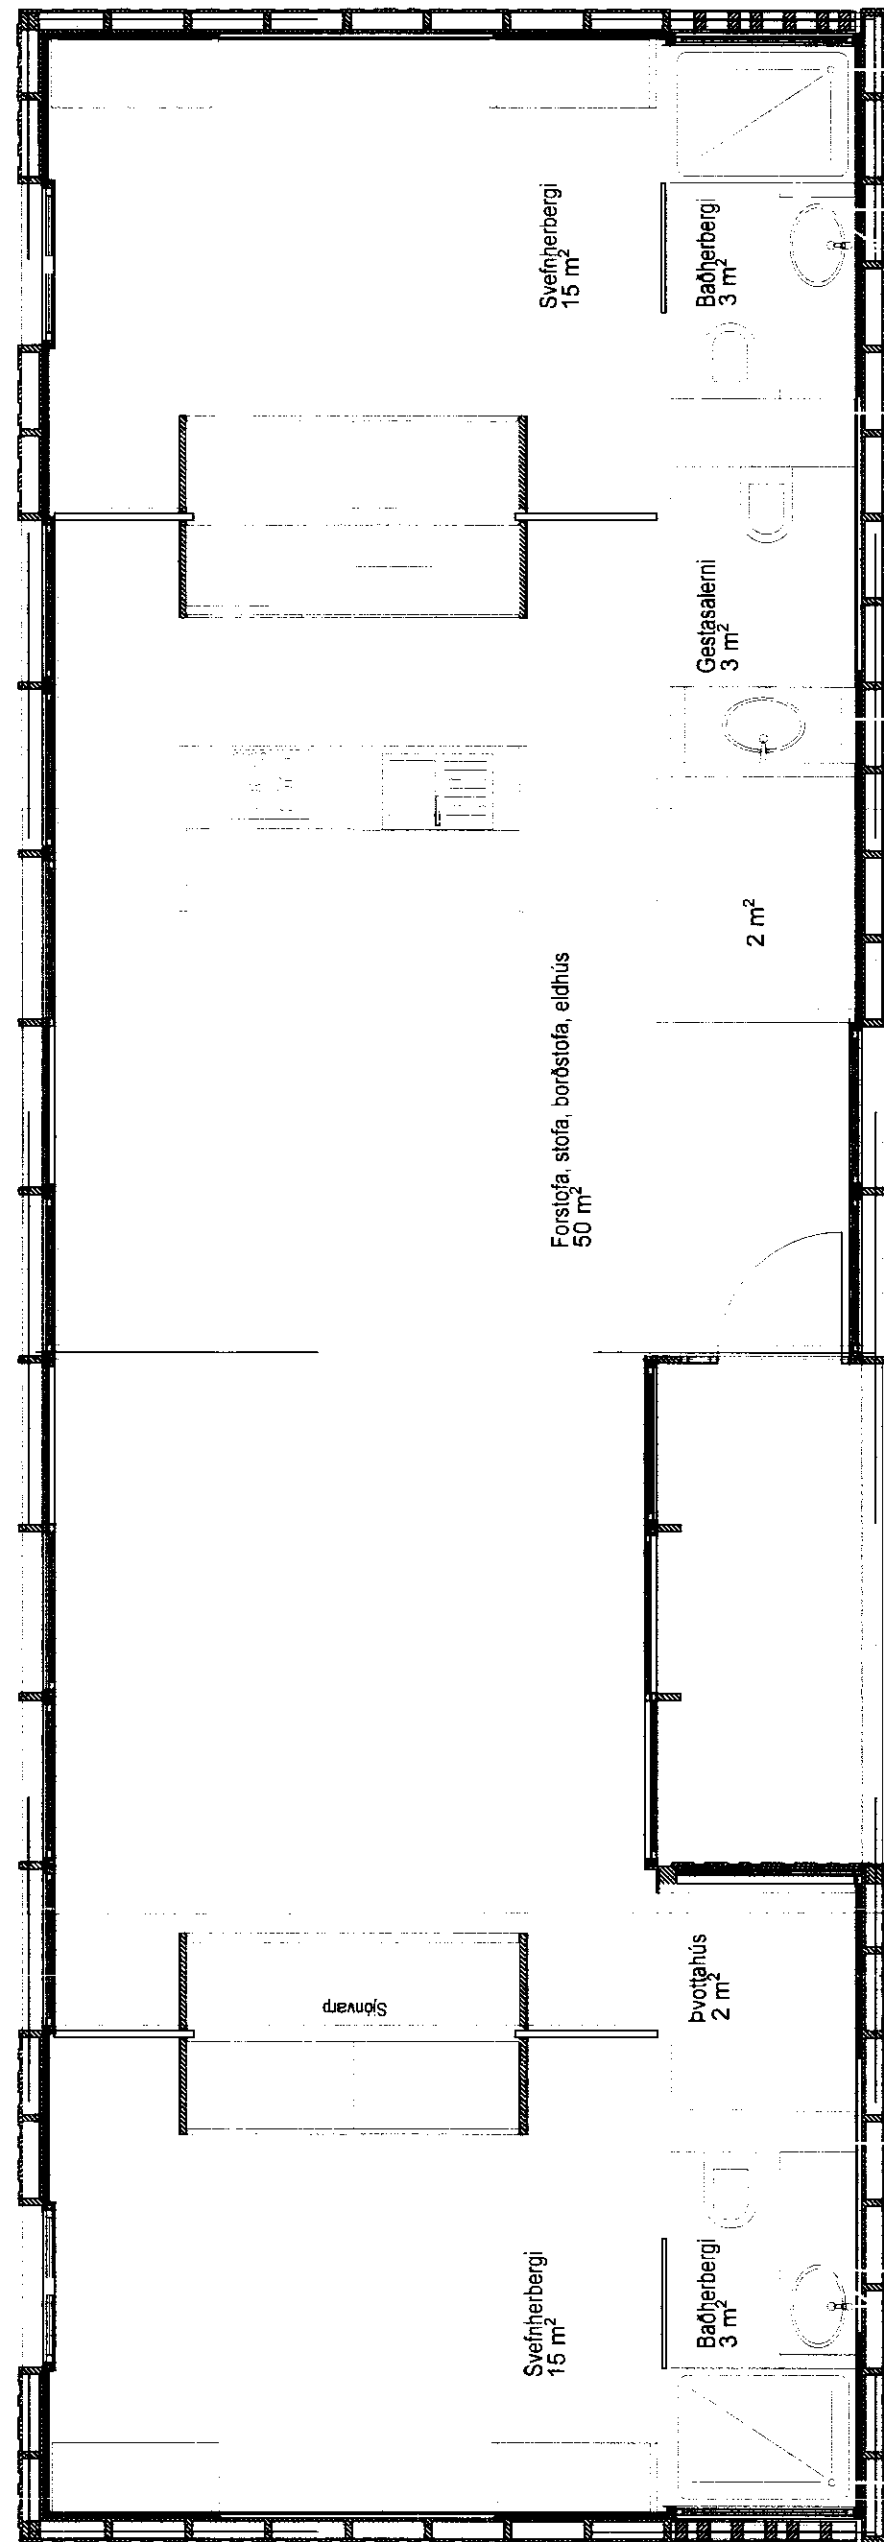 Svefnherbergi
15 m²
Baðherbergi
3 m²
Gestasalerni
3 m²
2 m²
Forstofa, stofa, borðstofa, eldhús
50 m²
Sjónvarp
Þvottahús
2 m²
Svefnherbergi
15 m²
Baðherbergi
3 m²